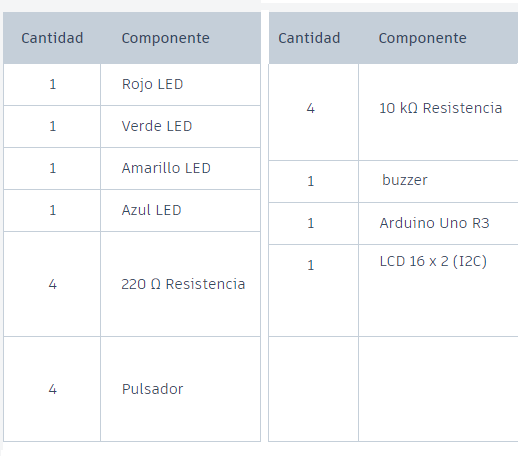 Cantidad Componente
1 Rojo LED
1 Verde LED
1 Amarillo LED
1 Azul LED
4 220 Ω Resistencia
4 Pulsador
Cantidad Componente
4 10 kΩ Resistencia
1 buzzer
1 Arduino Uno R3
1 LCD 16 x 2 (I2C)